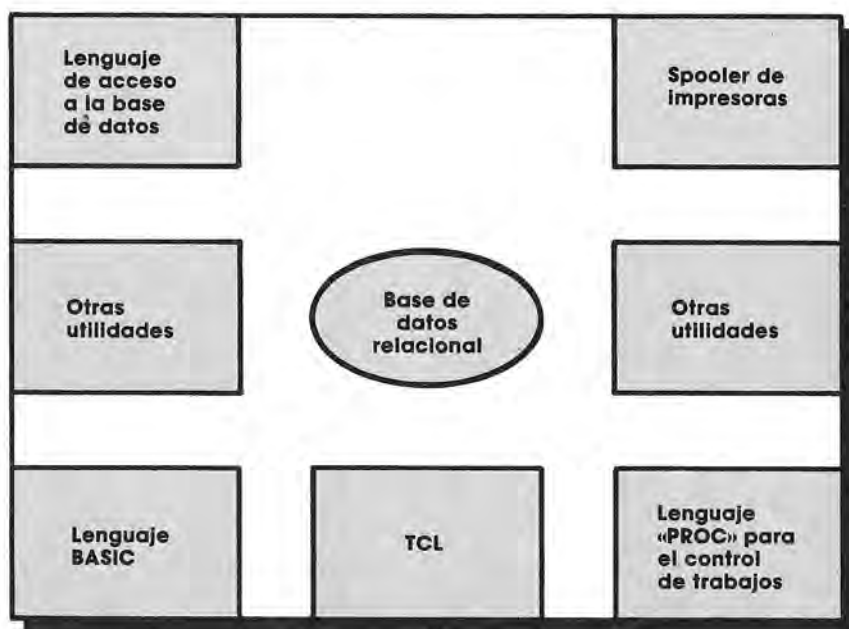 Lenguaje
de acceso
a la base
de datos
Spooler de
impresoras
Otras
utilidades
Base de
datos
relacional
Otras
utilidades
Lenguaje
BASIC
TCL
Lenguaje
«PROC» para
el control
de trabajos